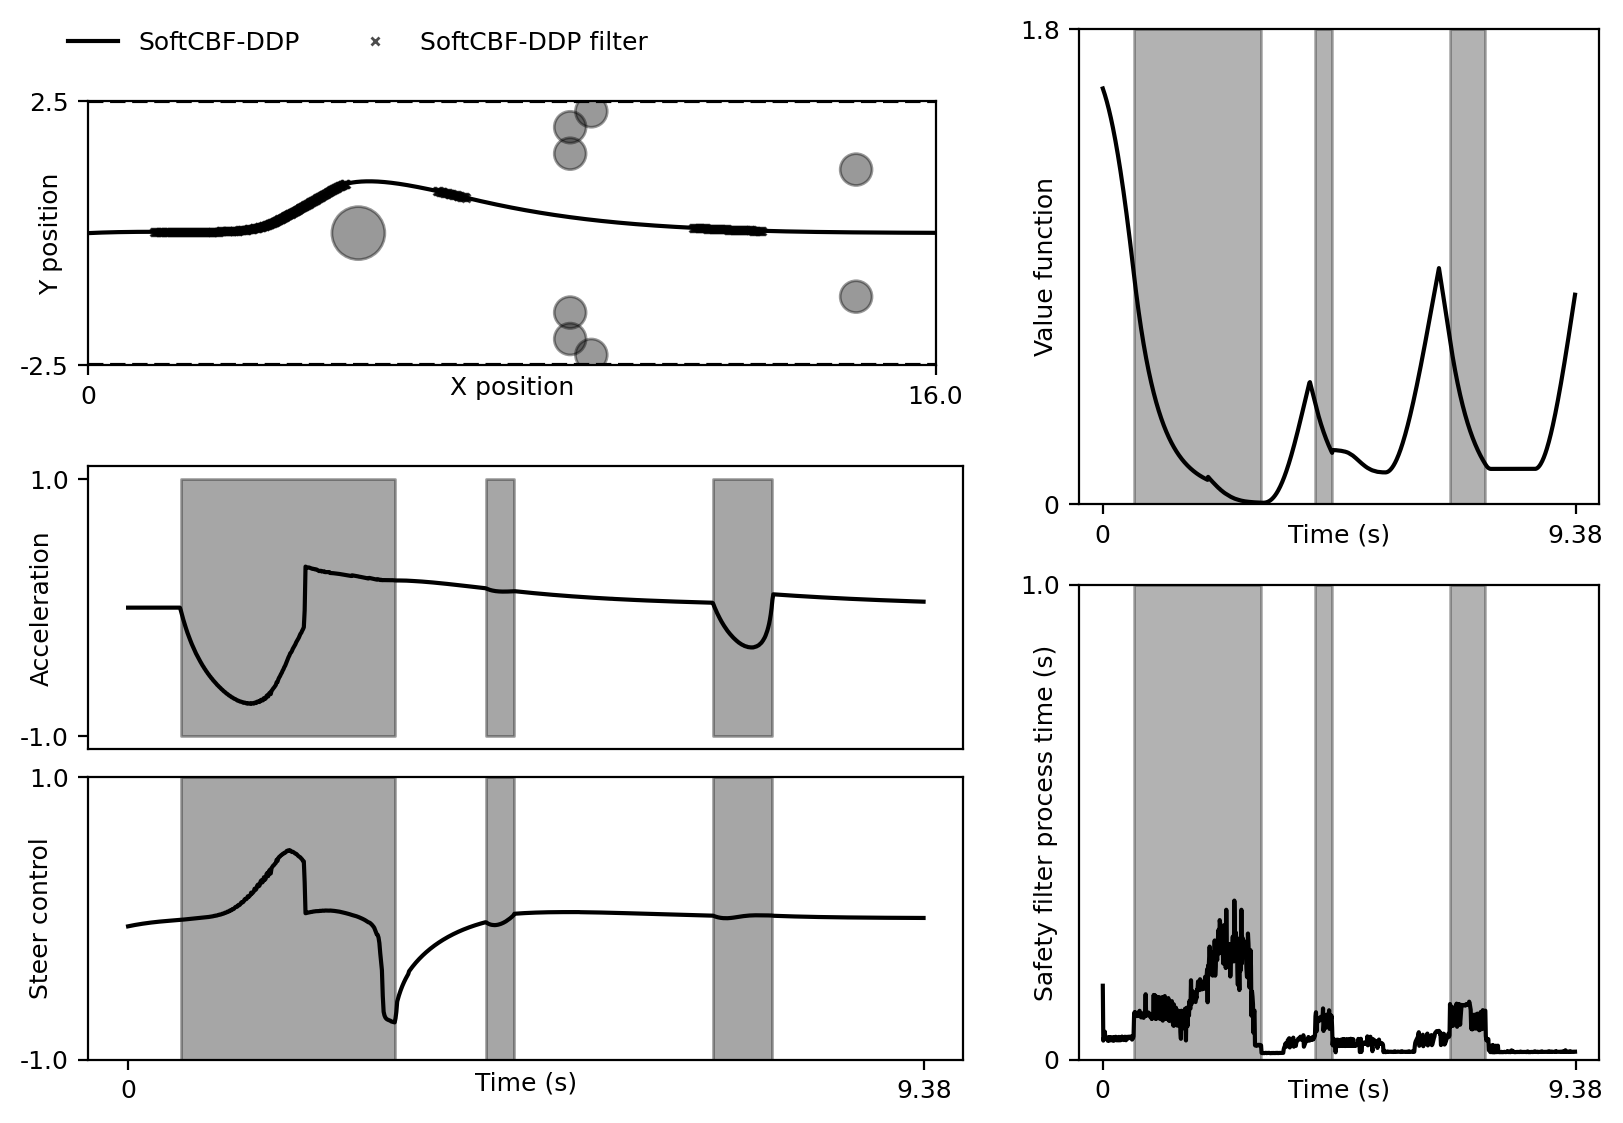 SoftCBF-DDP
SoftCBF-DDP filter
2.5
Y position
-2.5
0
X position
16.0
1.0
Acceleration
-1.0
1.0
Steer control
-1.0
0
Time (s)
9.38
1.8
Value function
0
0
Time (s)
9.38
1.0
Safety filter process time (s)
0
0
Time (s)
9.38